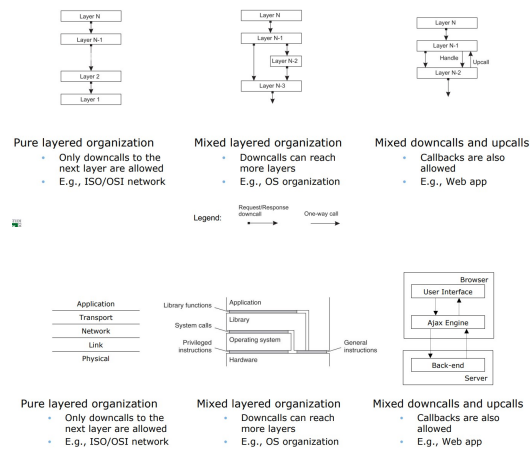 Layer N
Layer N-1
Layer 2
Layer 1
Pure layered organization
• Only downcalls to the
next layer are allowed
• E.g., ISO/OSI network
Layer N
Layer N-1
Layer N-2
Layer N-3
Mixed layered organization
• Downcalls can reach
more layers
• E.g., OS organization
Layer N
Layer N-1
Handle
Upcall
Layer N-2
Mixed downcalls and upcalls
• Callbacks are also
allowed
• E.g., Web app
Legend:
Request/Response
downcall
One-way call
Application
Transport
Network
Link
Physical
Pure layered organization
• Only downcalls to the
next layer are allowed
• E.g., ISO/OSI network
Library functions
System calls
Privileged
instructions
Application
Library
Operating system
Hardware
General
instructions
Mixed layered organization
• Downcalls can reach
more layers
• E.g., OS organization
Browser
User Interface
Ajax Engine
Back-end
Server
Mixed downcalls and upcalls
• Callbacks are also
allowed
• E.g., Web app